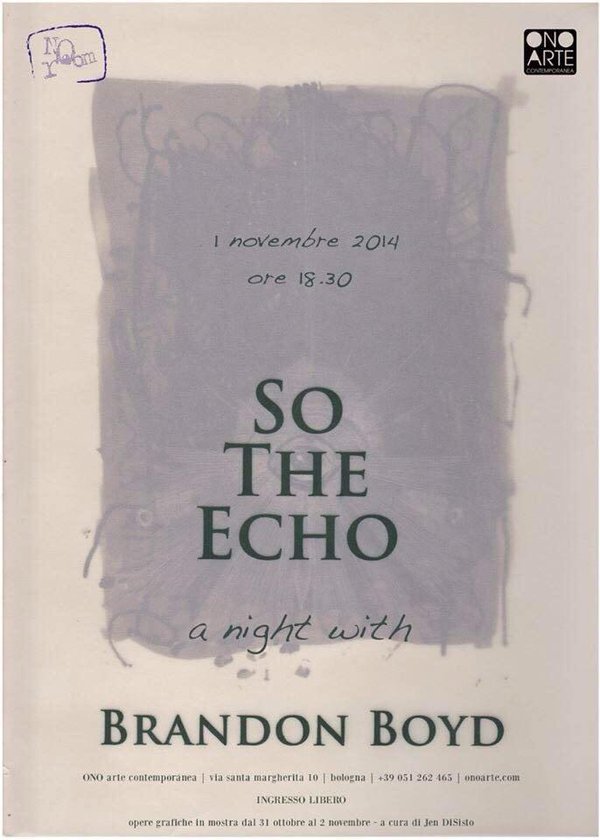 NO
room
ONO
ARTE
CONTEMPORANEA
1 novembre 2014
ore 18.30
SO
THE
ECHO
a night with
BRANDON BOYD
ONO arte contemporanea | via santa margherita 10 | bologna | +39 051 262 465 | onoarte.com
INGRESSO LIBERO
opere grafiche in mostra dal 31 ottobre al 2 novembre - a cura di Jen DiSisto